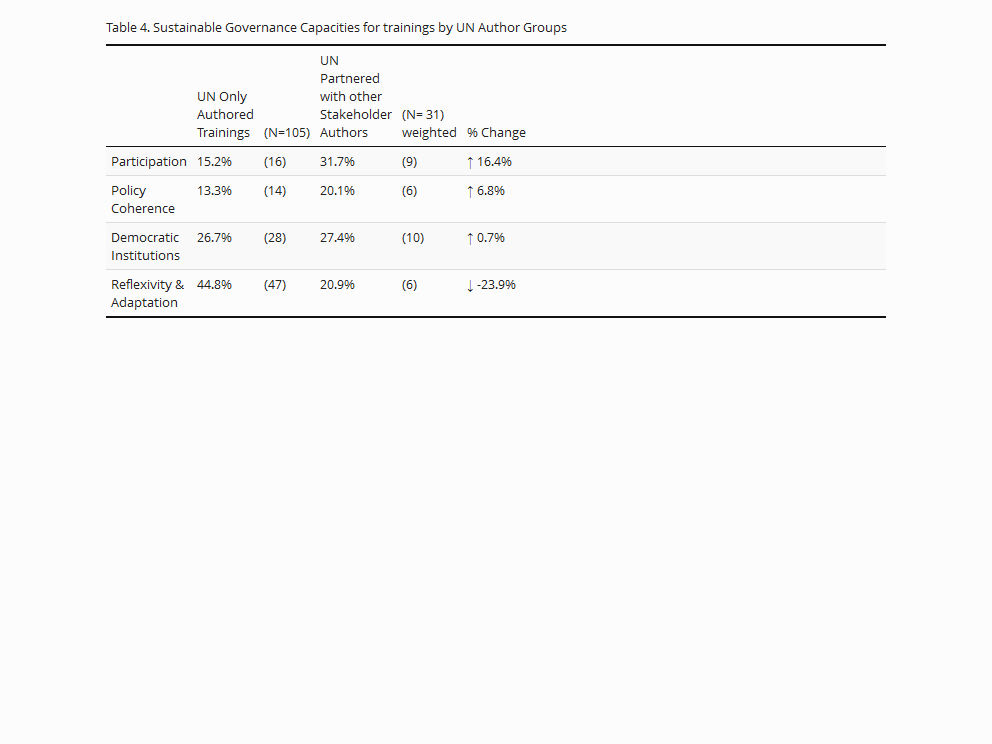 Table 4. Sustainable Governance Capacities for trainings by UN Author Groups
UN Only Authored Trainings (N=105) UN Partnered with other Stakeholder Authors (N= 31) weighted % Change
Participation 15.2% (16) 31.7% (9) ↑ 16.4%
Policy Coherence 13.3% (14) 20.1% (6) ↑ 6.8%
Democratic Institutions 26.7% (28) 27.4% (10) ↑ 0.7%
Reflexivity & Adaptation 44.8% (47) 20.9% (6) ↓ -23.9%